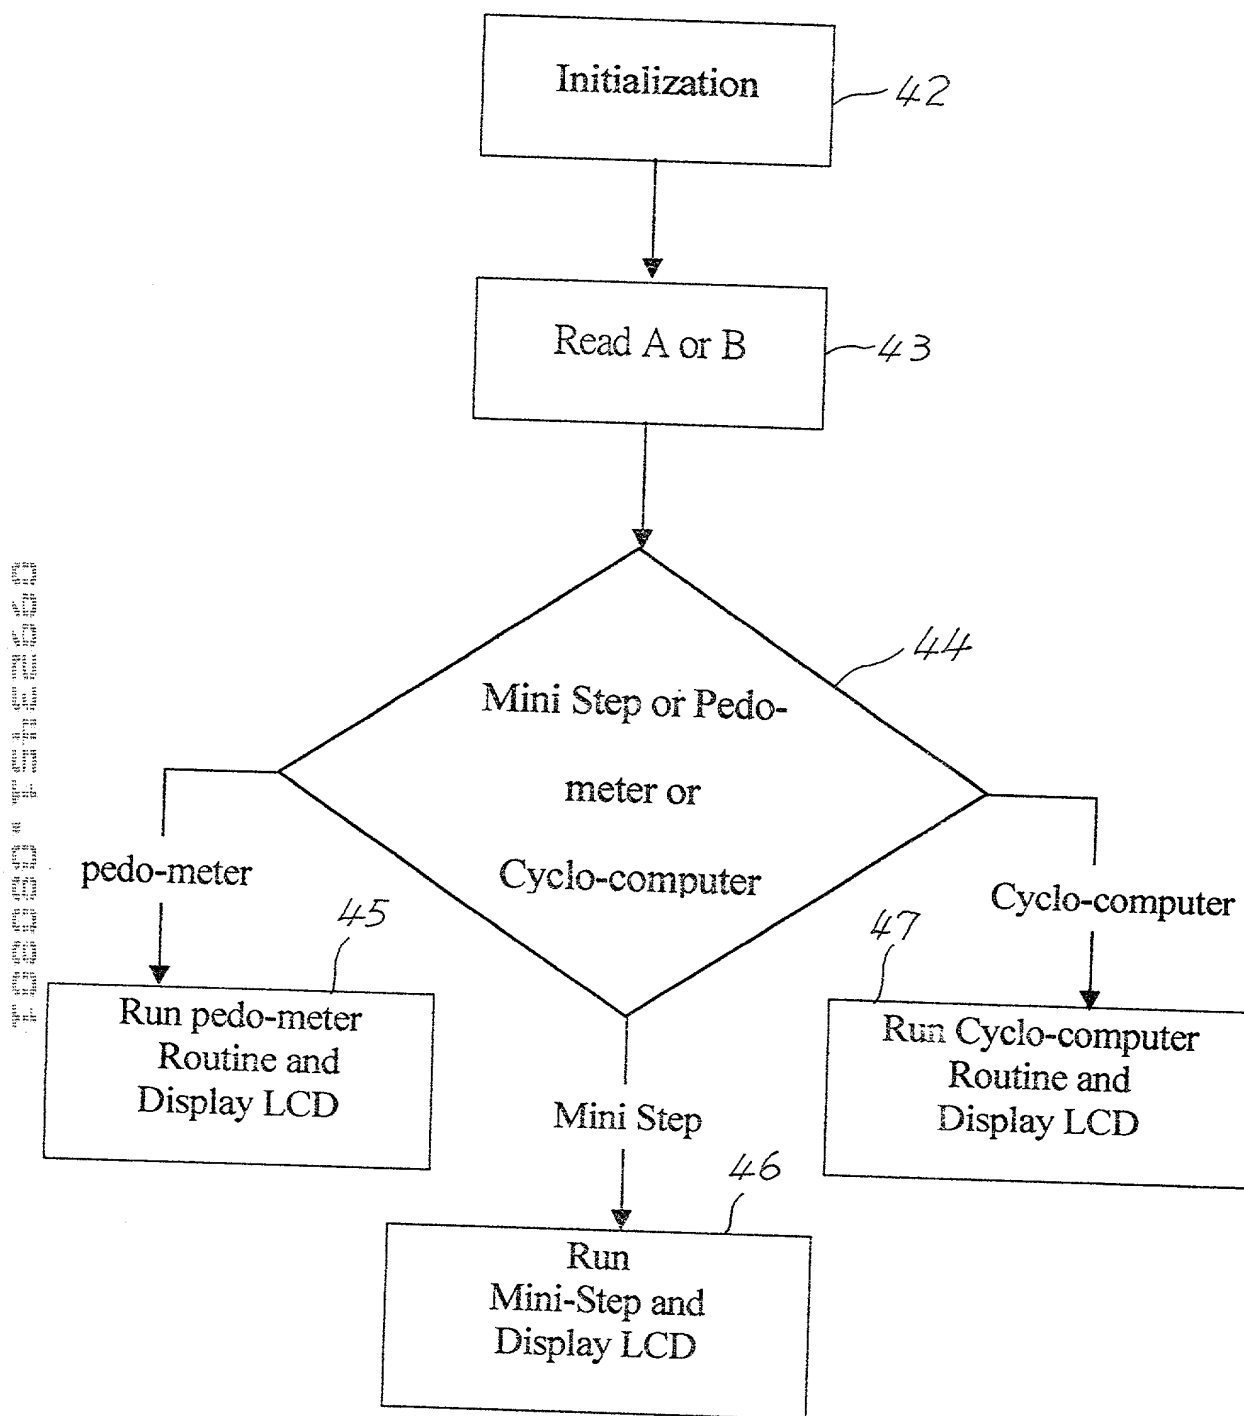 Initialization
42
Read A or B
43
44
Mini Step or Pedo-
meter or
Cyclo-computer
pedo-meter
Cyclo-computer
45
47
Run pedo-meter
Routine and
Display LCD
Run Cyclo-computer
Routine and
Display LCD
Mini Step
46
Run
Mini-Step and
Display LCD